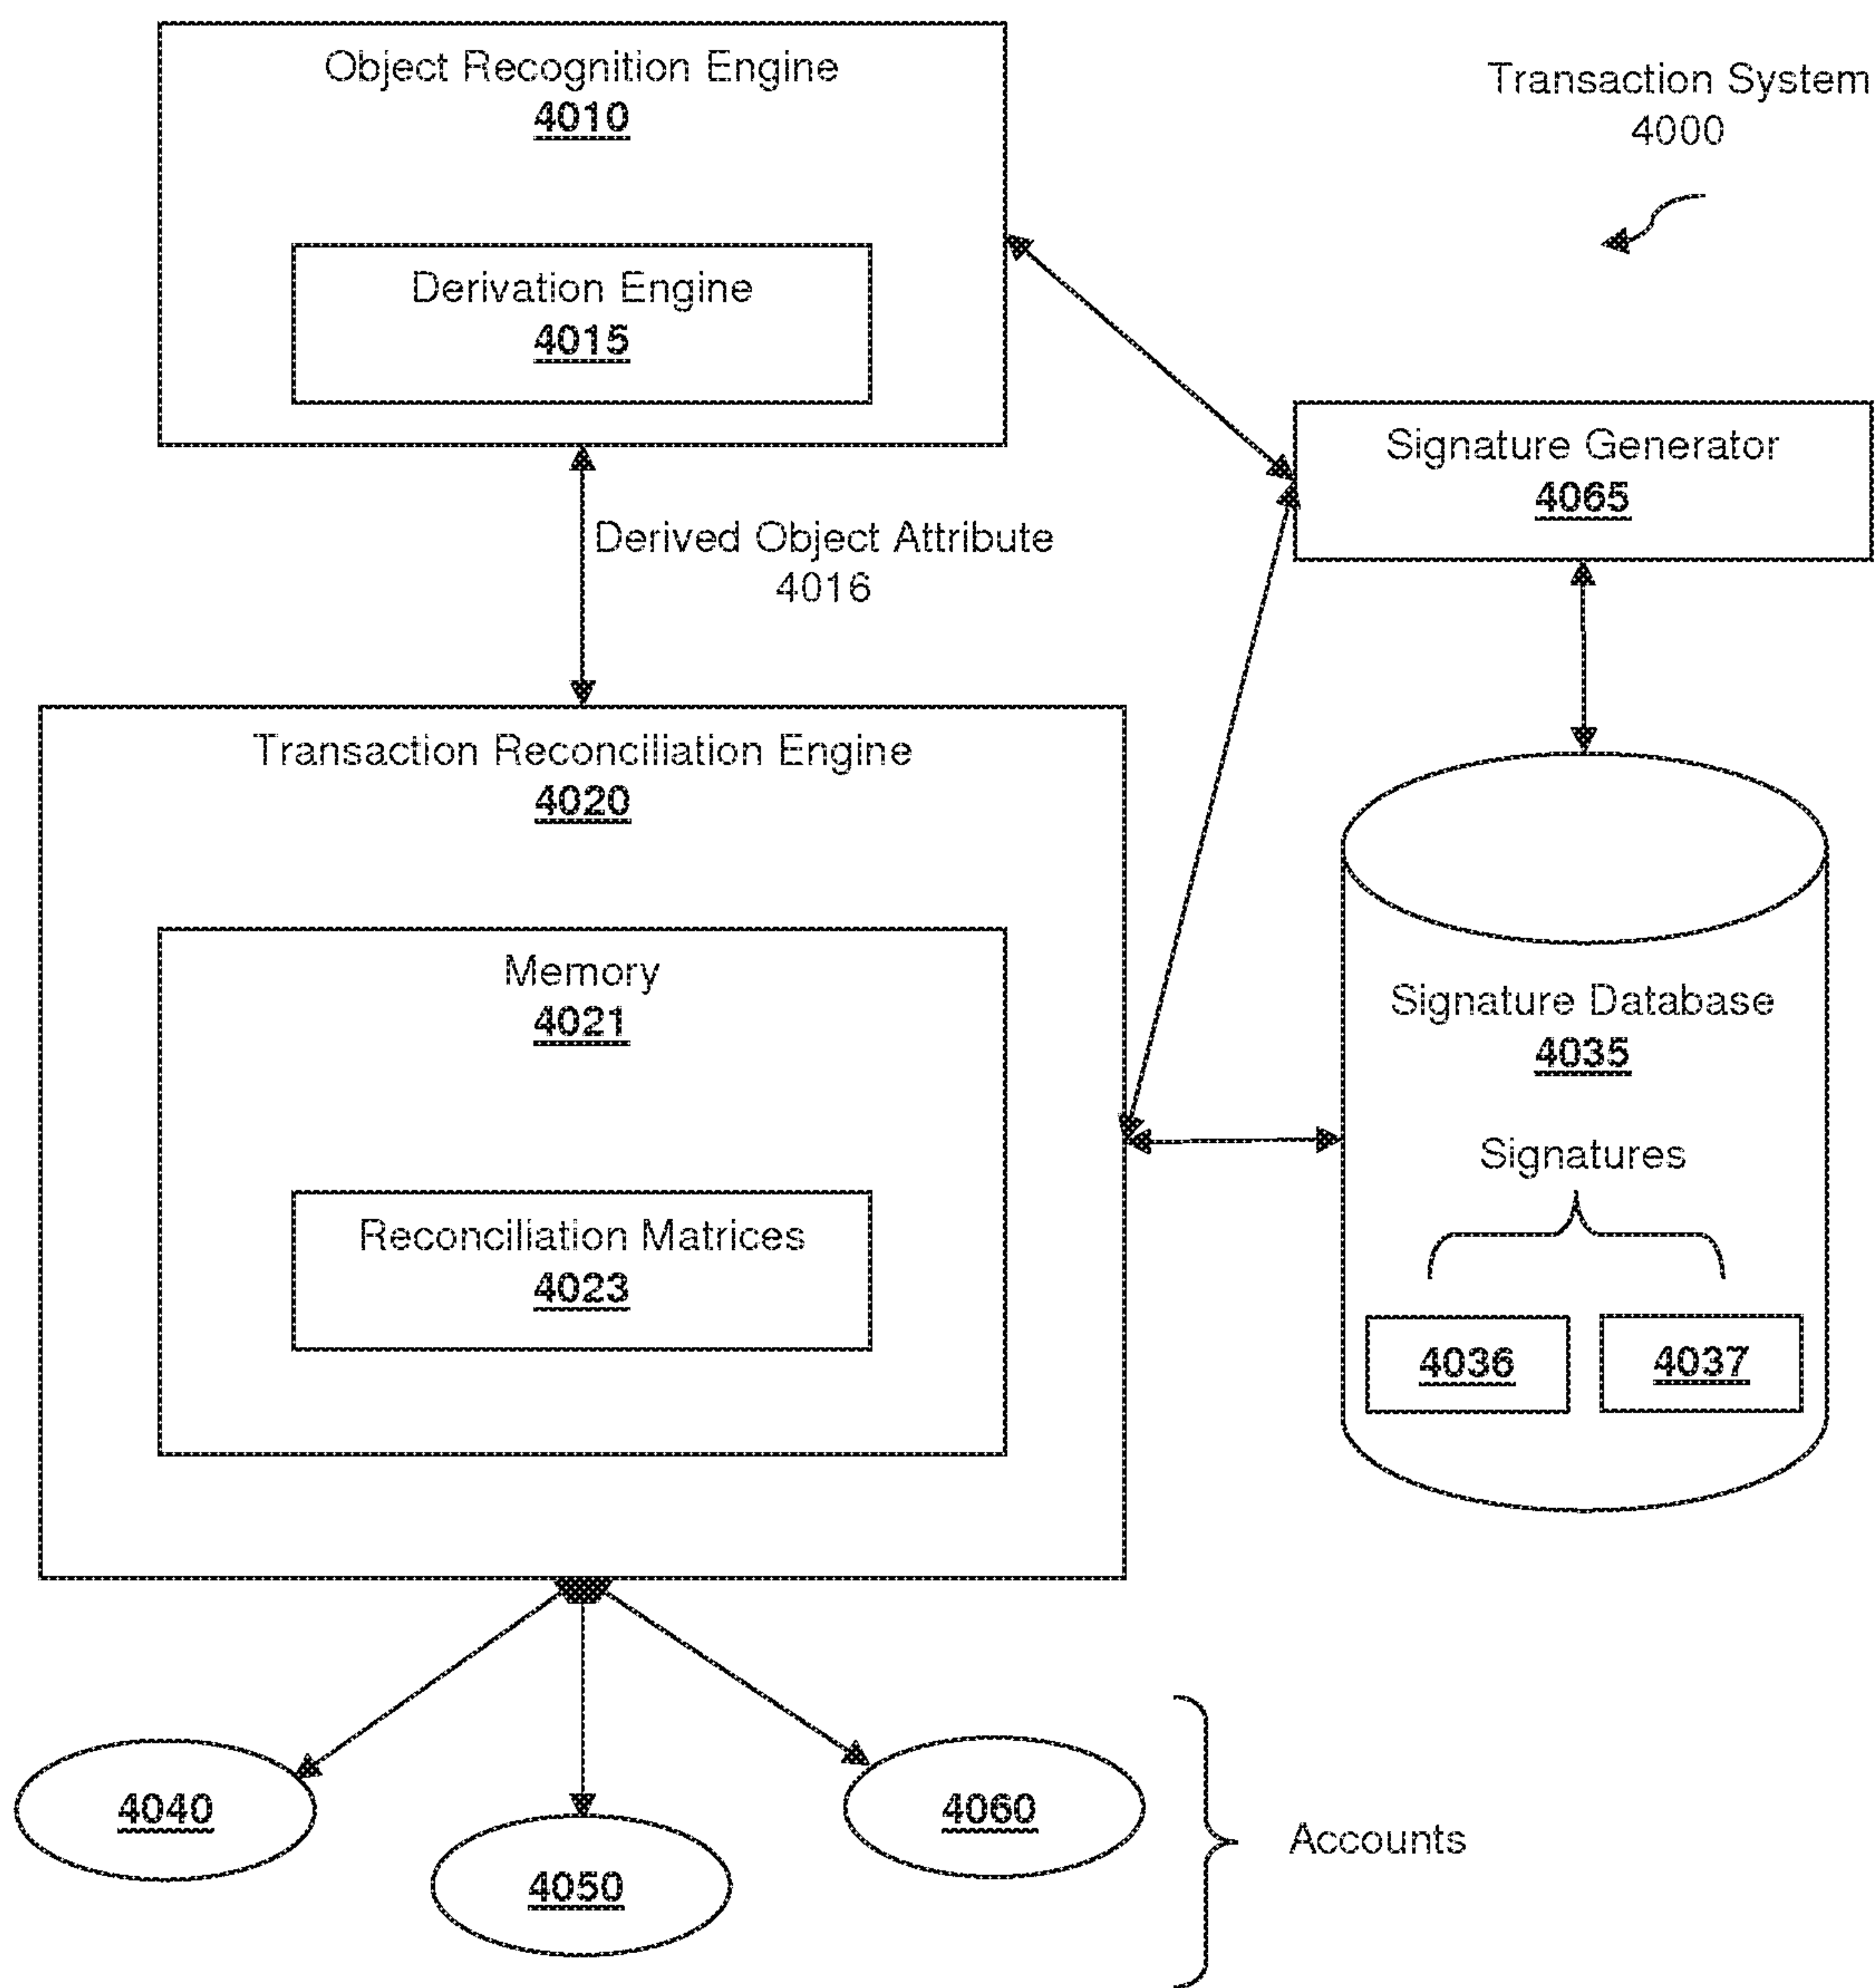 Object Recognition Engine
4010
Transaction System
4000
Derivation Engine
4015
Signature Generator
4065
Derived Object Attribute
4016
Transaction Reconciliation Engine
4020
Memory
4021
Signature Database
4035
Signatures
Reconciliation Matrices
4023
4036
4037
4040
4060
Accounts
4050